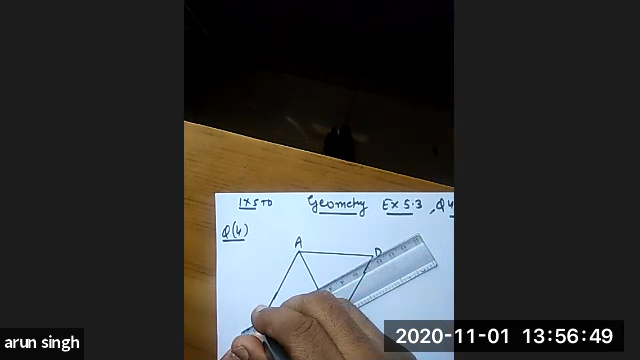 IX STD Geometry EX 5.3, Q4
Q(4)
A D
arun singh
2020-11-01 13:56:49